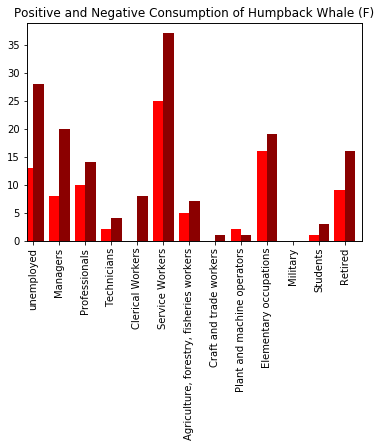 Positive and Negative Consumption of Humpback Whale (F)
35
30
25
20
15
10
5
0
unemployed
Managers
Professionals
Technicians
Clerical Workers
Service Workers
Agriculture, forestry, fisheries workers
Craft and trade workers
Plant and machine operators
Elementary occupations
Military
Students
Retired